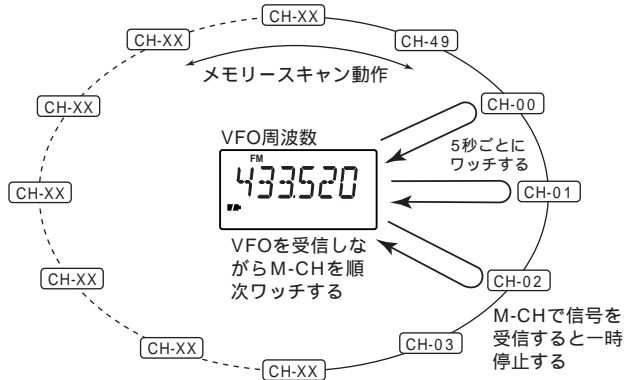 CH-XX
CH-XX
CH-49
メモリースキャン動作
CH-XX
CH-00
VFO周波数
5秒ごとに
ワッチする
FM
433.520
CH-XX
CH-01
VFOを受信しな
がらM-CHを順
次ワッチする
CH-XX
CH-02
M-CHで信号を
受信すると一時
停止する
CH-XX
CH-03
CH-XX